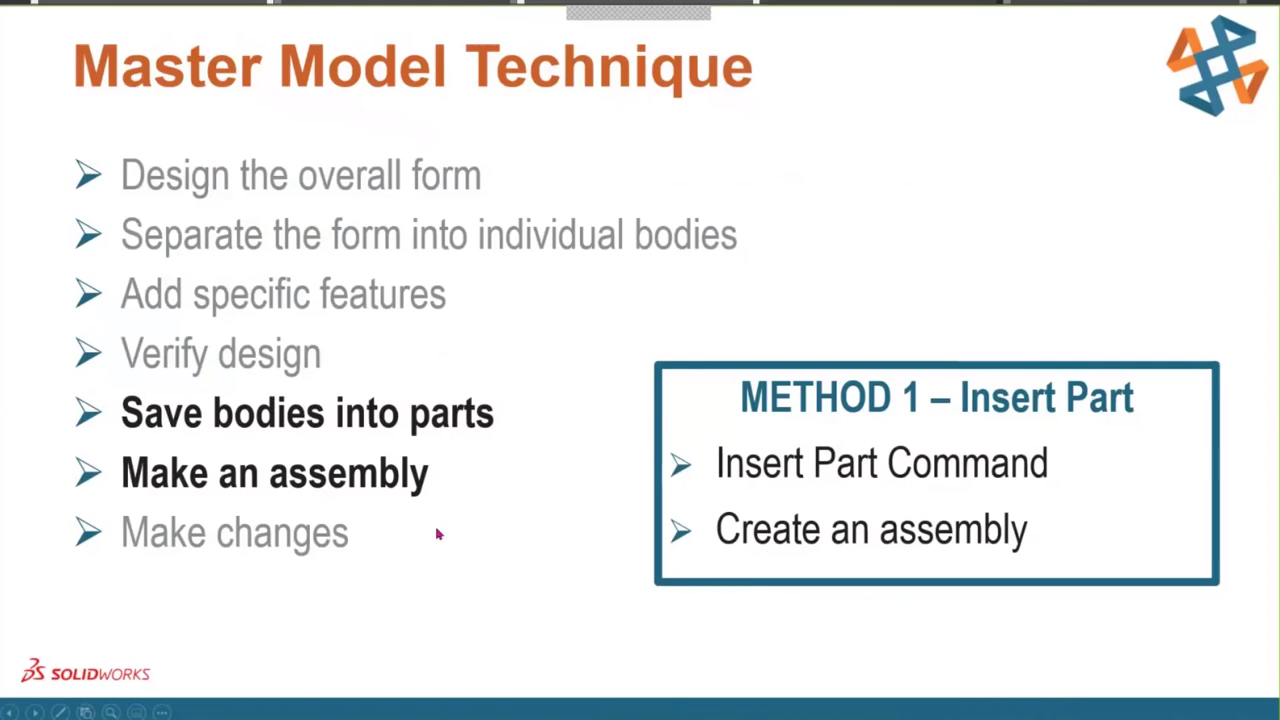 Master Model Technique
Design the overall form
Separate the form into individual bodies
Add specific features
Verify design
Save bodies into parts
Make an assembly
Make changes
METHOD 1 – Insert Part
Insert Part Command
Create an assembly
SOLIDWORKS